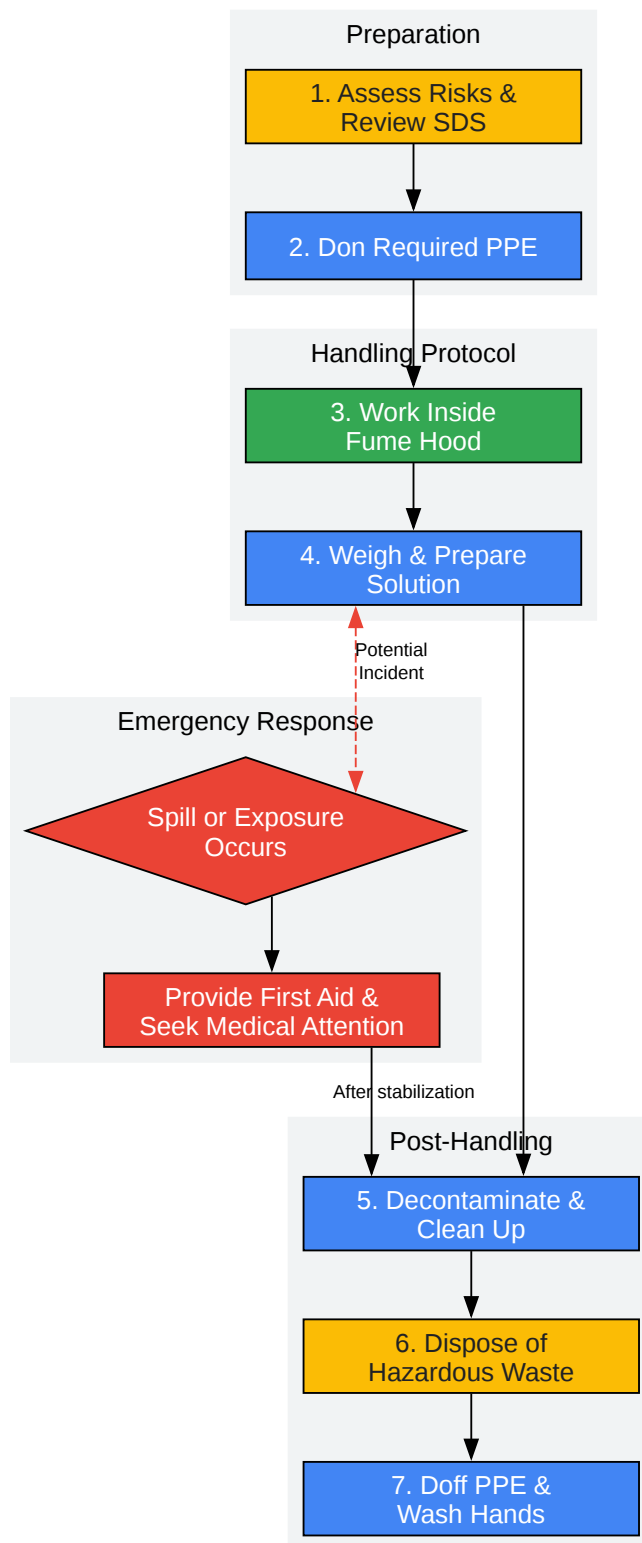 Preparation
1. Assess Risks &
Review SDS
2. Don Required PPE
Handling Protocol
3. Work Inside
Fume Hood
4. Weigh & Prepare
Solution
Potential
Incident
Emergency Response
Spill or Exposure
Occurs
Provide First Aid &
Seek Medical Attention
After stabilization
Post-Handling
5. Decontaminate &
Clean Up
6. Dispose of
Hazardous Waste
7. Doff PPE &
Wash Hands